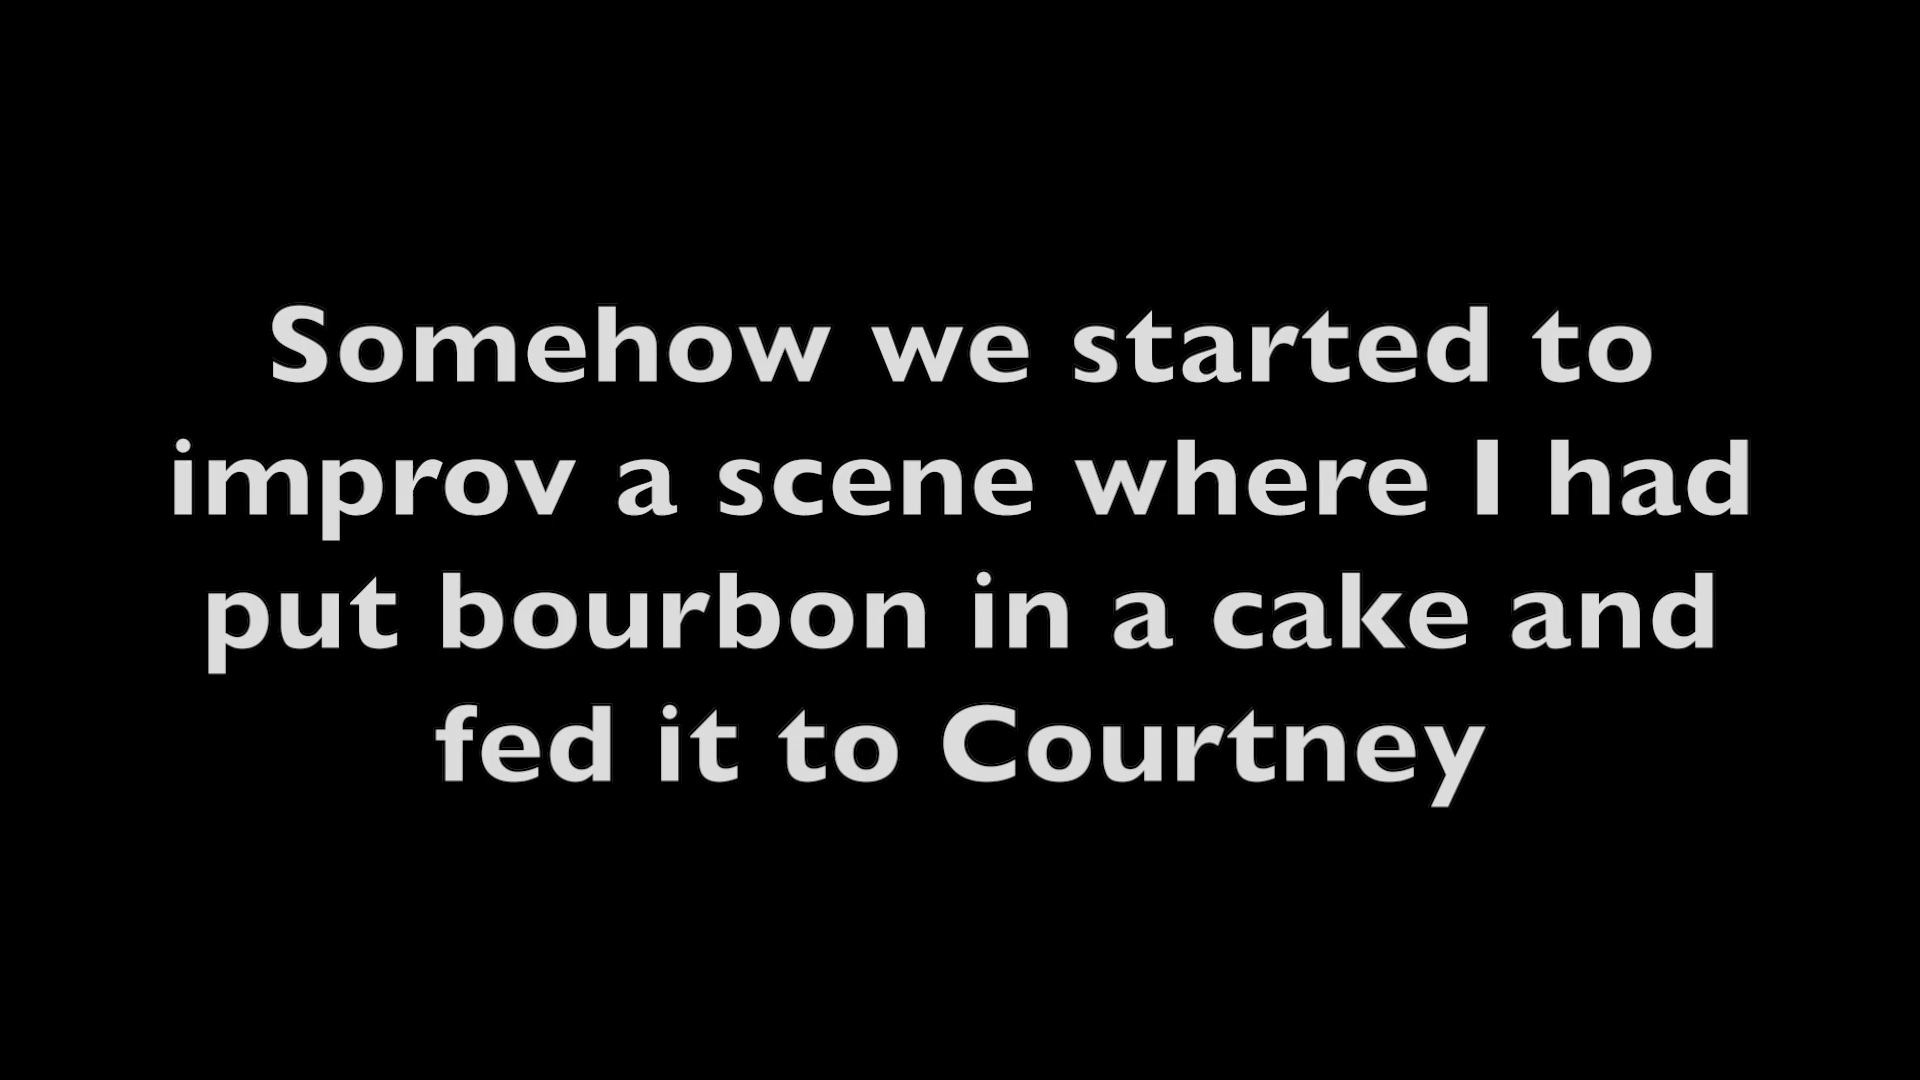 Somehow we started to
improv a scene where I had
put bourbon in a cake and
fed it to Courtney